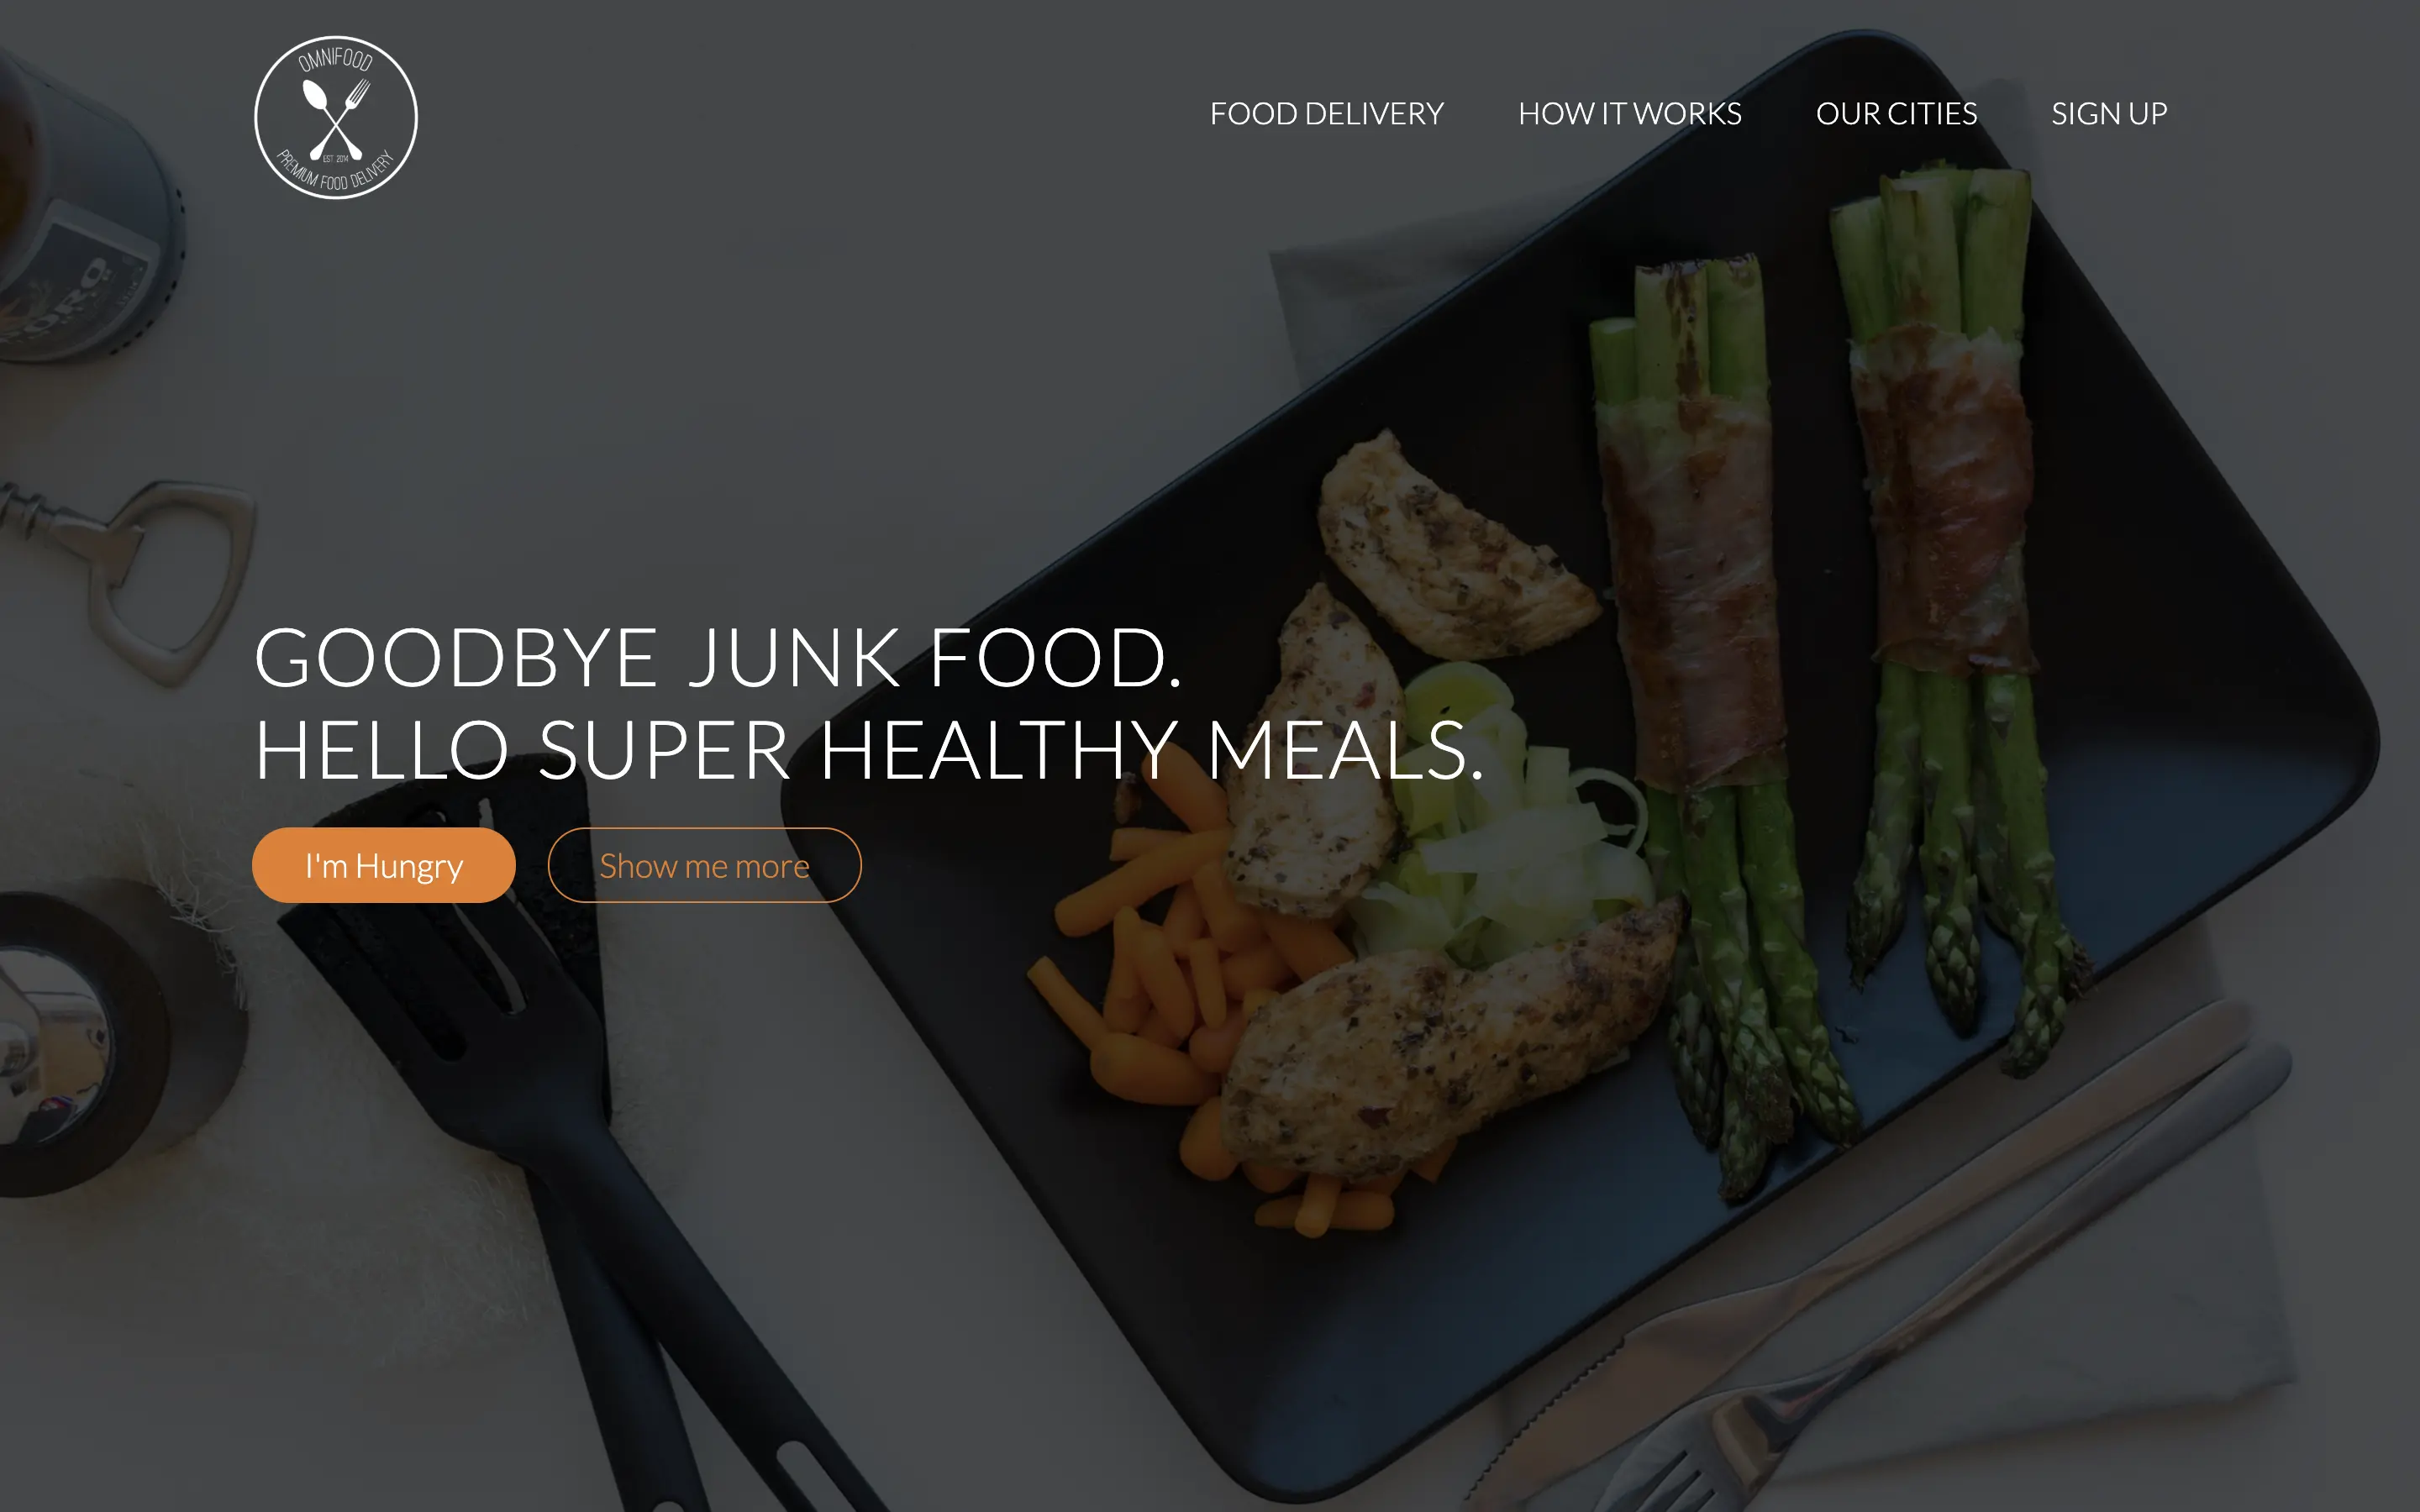 OMNIFOOD
EST. 2014
PREMIUM FOOD DELIVERY
FOOD DELIVERY
HOW IT WORKS
OUR CITIES
SIGN UP
GOODBYE JUNK FOOD.
HELLO SUPER HEALTHY MEALS.
I'm Hungry
Show me more